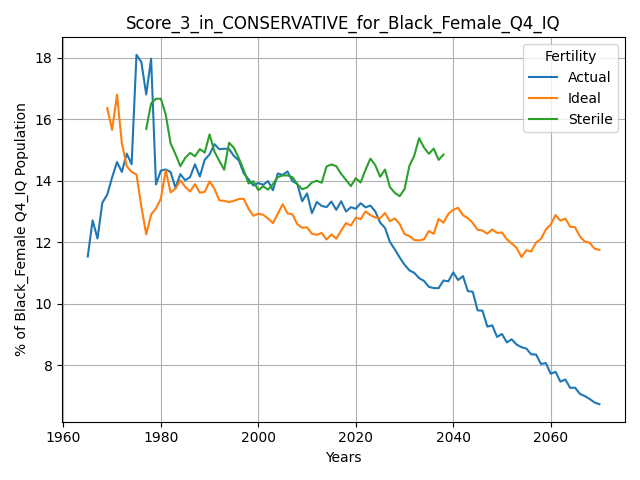 Score_3_in_CONSERVATIVE_for_Black_Female_Q4_IQ
% of Black_Female Q4_IQ Population
18
16
14
12
10
8
1960
1980
2000
2020
2040
2060
Years
Fertility
Actual
Ideal
Sterile